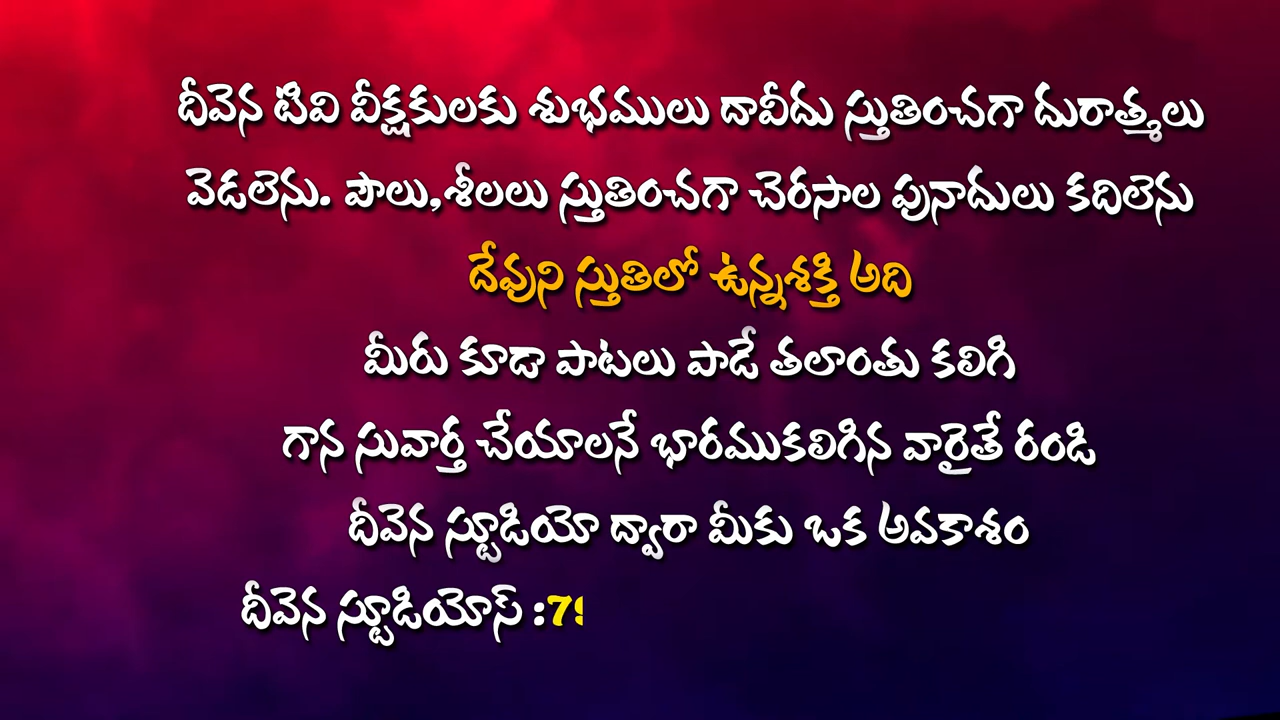 దీవెన టివి వీక్షకులకు శుభములు దావీదు స్తుతించగా దురాత్మలు
వెడలెను. పౌలు,శీలలు స్తుతించగా చెరసాల పునాదులు కదిలెను
దేవుని స్తుతిలో ఉన్నశక్తి అది
మీరు కూడా పాటలు పాడే తలాంతు కలిగి
గాన సువార్త చేయాలనే భారముకలిగిన వారైతే రండి
దీవెన స్టూడియో ద్వారా మీకు ఒక అవకాశం
దీవెన స్టూడియోస్ :7